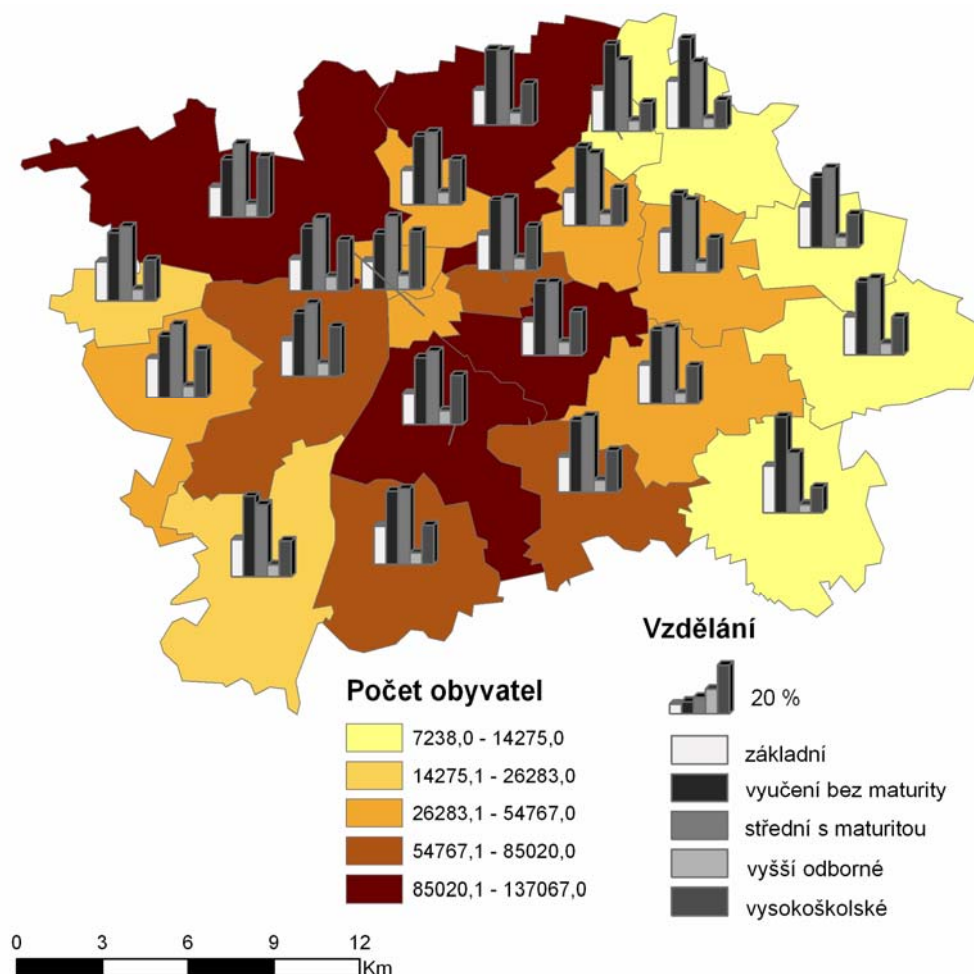 Vzdělání
20 %
základní
vyučení bez maturity
střední s maturitou
vyšší odborné
vysokoškolské
Počet obyvatel
7238,0 - 14275,0
14275,1 - 26283,0
26283,1 - 54767,0
54767,1 - 85020,0
85020,1 - 137067,0
0 3 6 9 12
Km